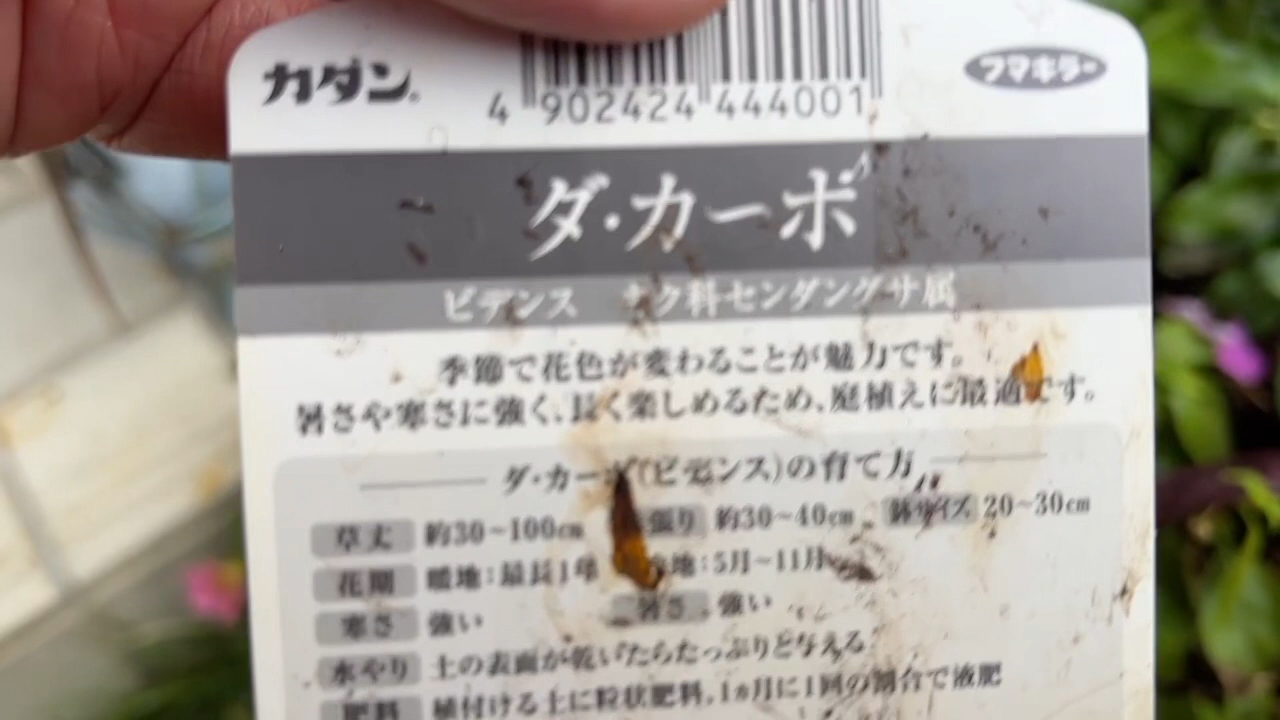 カダン® フマキラー®
4 902424 444001
ダ・カーボ
ビデンス キク科センダングサ属
季節で花色が変わることが魅力です。
暑さや寒さに強く、長く楽しめるため、庭植えに最適です。
ダ・カーボ(ビデンス)の育て方
草丈 約30~100cm 張り 約30~40cm 鉢サイズ 20~30cm
花期 暖地:最長1年 地:5月~11月
寒さ 強い 暑さ 強い
水やり 土の表面が乾いたらたっぷりと与える
肥料 植付ける土に粒状肥料、1ヵ月に1回の割合で液肥